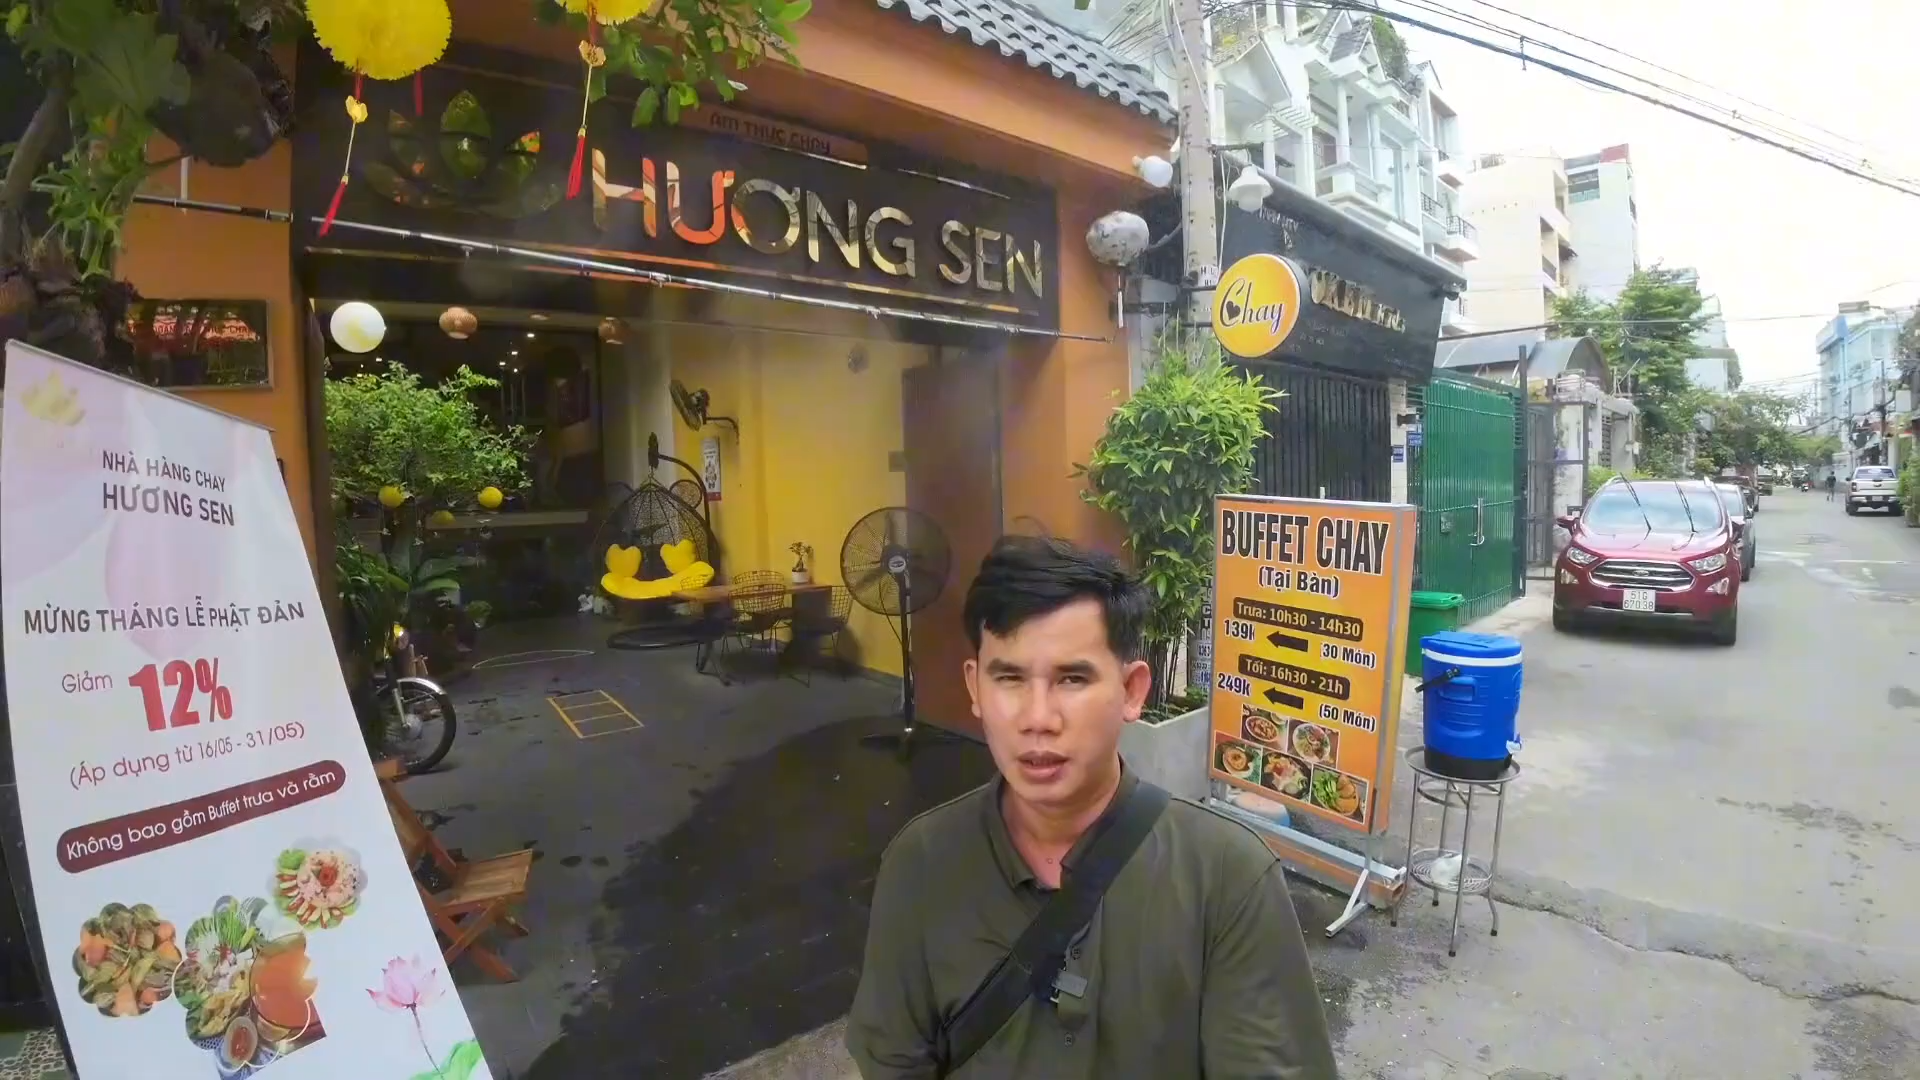 ẨM THỰC CHAY
HƯƠNG SEN
Chay
NHÀ HÀNG CHAY
HƯƠNG SEN
MỪNG THÁNG LỄ PHẬT ĐẢN
Giảm
12%
(Áp dụng từ 16/05 - 31/05)
Không bao gồm Buffet trưa và rằm
BUFFET CHAY
(Tại Bàn)
Trưa: 10h30 - 14h30
139k
(30 Món)
Tối: 16h30 - 21h
249k
(50 Món)
51G
620.38